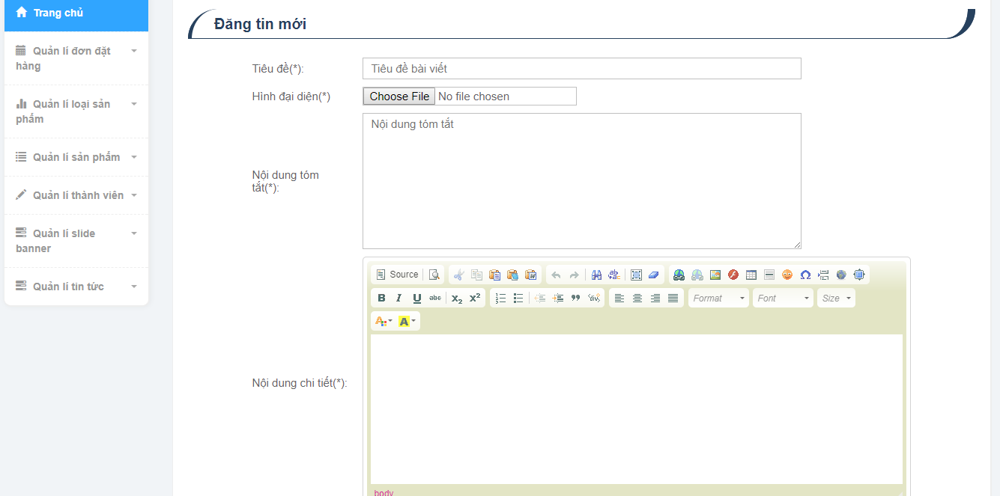 Trang chủ
Quản lí đơn đặt
hàng
Quản lí loại sản
phẩm
Quản lí sản phẩm
Quản lí thành viên
Quản lí slide
banner
Quản lí tin tức
Đăng tin mới
Tiêu đề(*):
Tiêu đề bài viết
Hình đại diện(*)
Choose File No file chosen
Nội dung tóm tắt
Nội dung tóm
tắt(*):
Source
B I U abc X2 X2
Format Font Size
A A
Nội dung chi tiết(*):
body